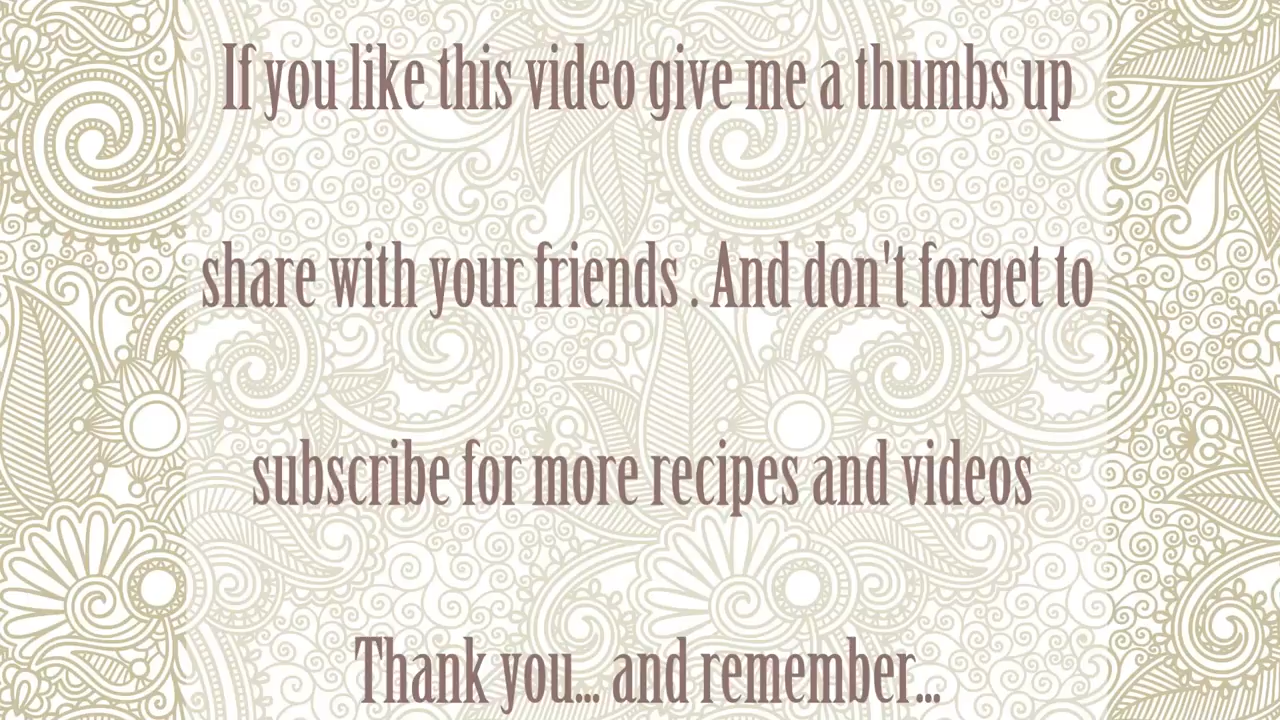 If you like this video give me a thumbs up
share with your friends . And don't forget to
subscribe for more recipes and videos
Thank you... and remember...